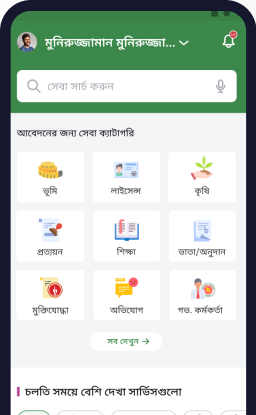 মুনিরুজ্জামান মুনিরুজ্জা...
সেবা সার্চ করুন
আবেদনের জন্য সেবা ক্যাটাগরি
ভূমি লাইসেন্স কৃষি
প্রত্যয়ন শিক্ষা ভাতা/অনুদান
মুক্তিযোদ্ধা অভিযোগ গভ. কর্মকর্তা
সব দেখুন
চলতি সময়ে বেশি দেখা সার্ভিসগুলো